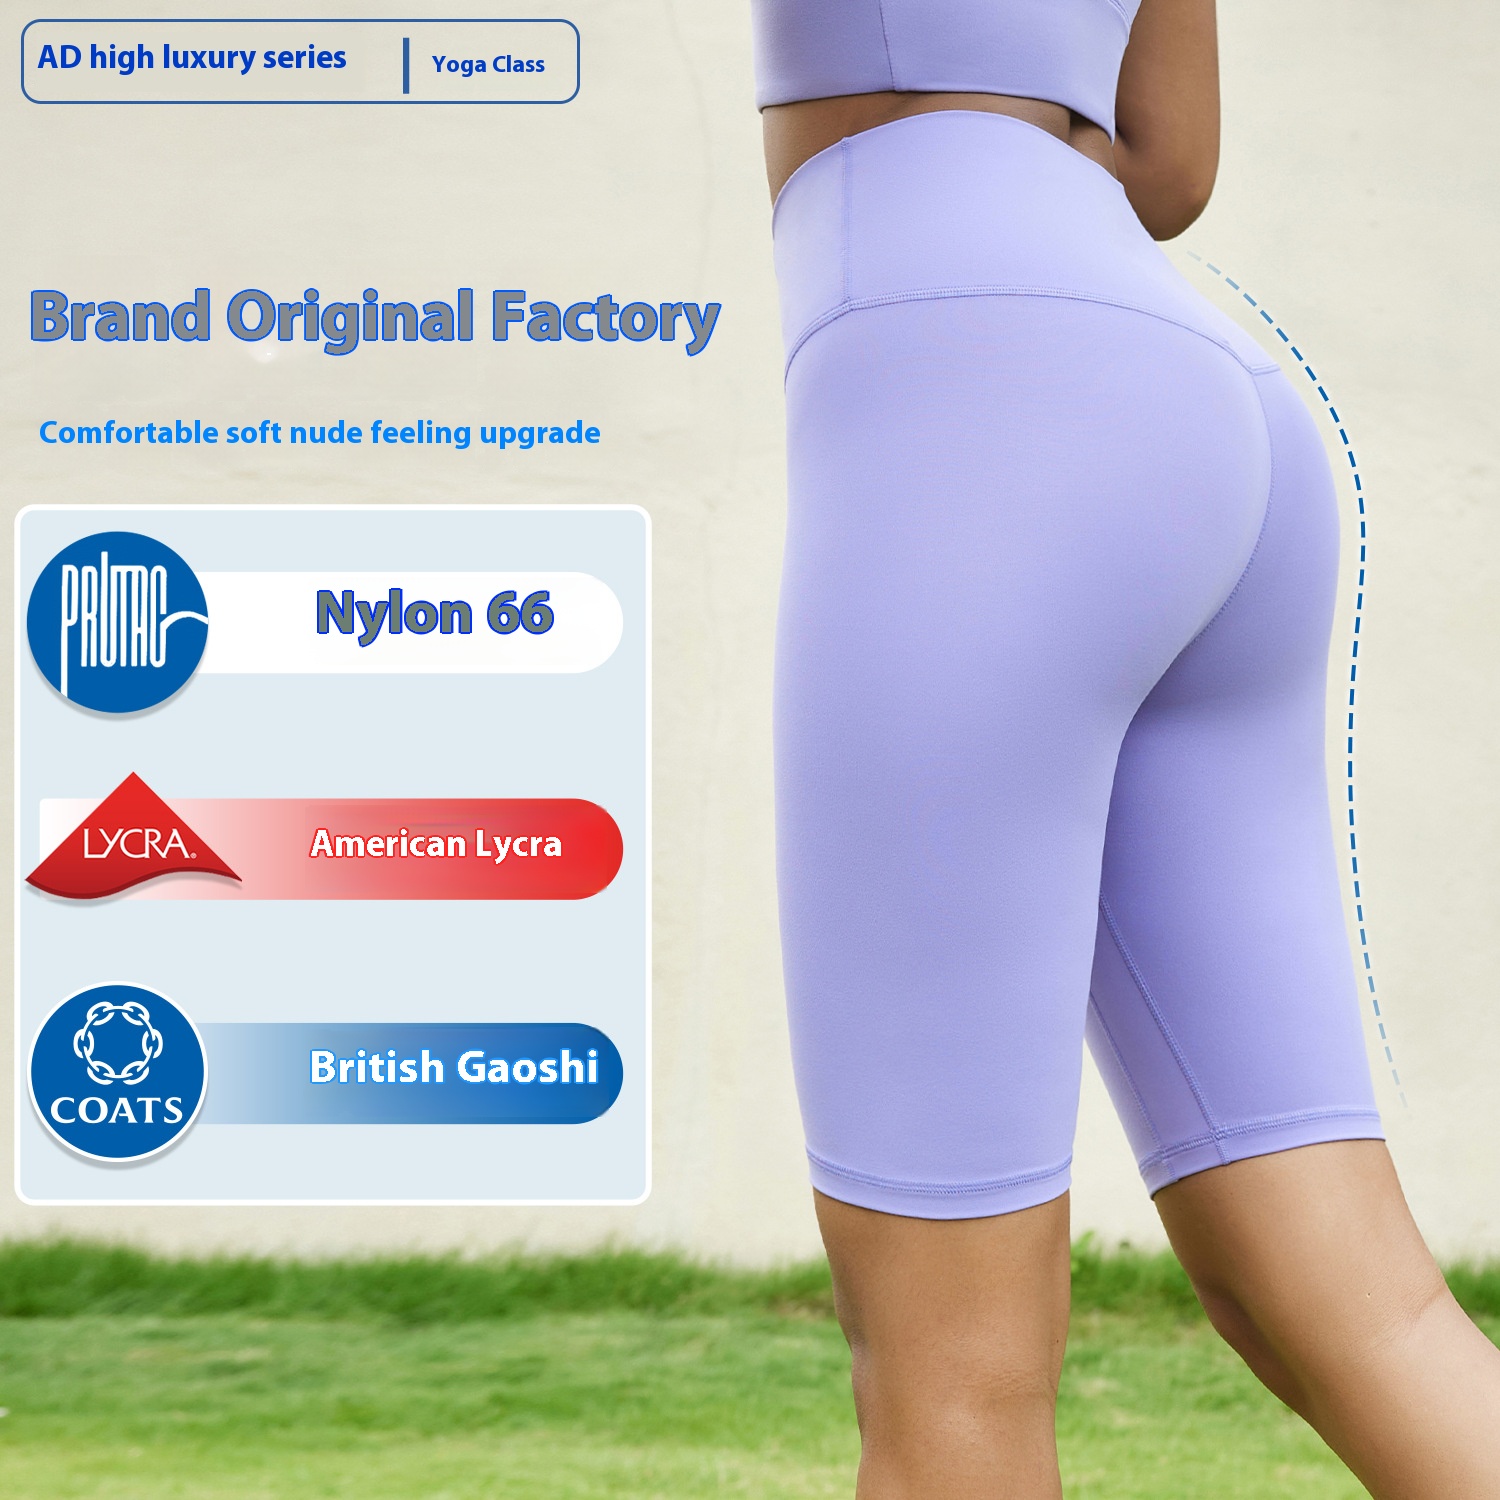 AD high luxury series
Yoga Class
Brand Original Factory
Comfortable soft nude feeling upgrade
Nylon 66
LYCRA.
American Lycra
COATS
British Gaoshi